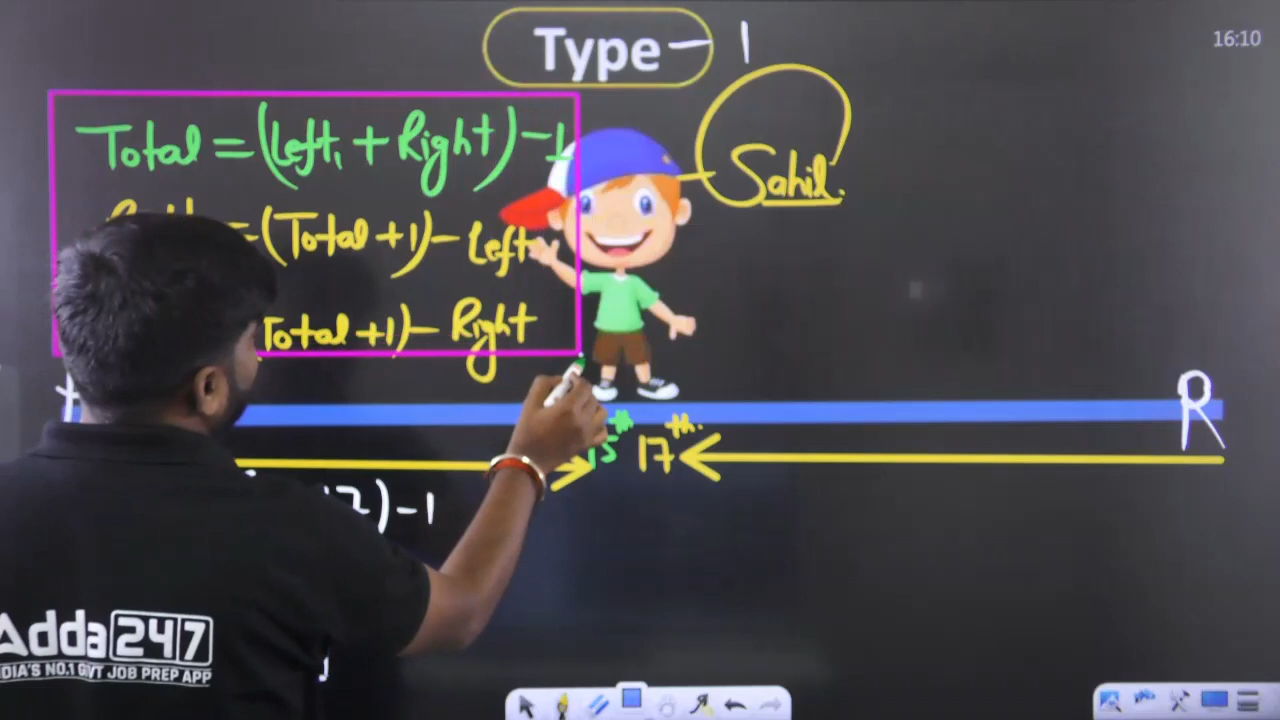 Type - 1
16:10
Total = (Left + Right) - 1
Sahil.
= (Total + 1) - Left
(Total + 1) - Right
R
15th 17th.
17) - 1
Adda247
INDIA'S NO.1 GOVT JOB PREP APP